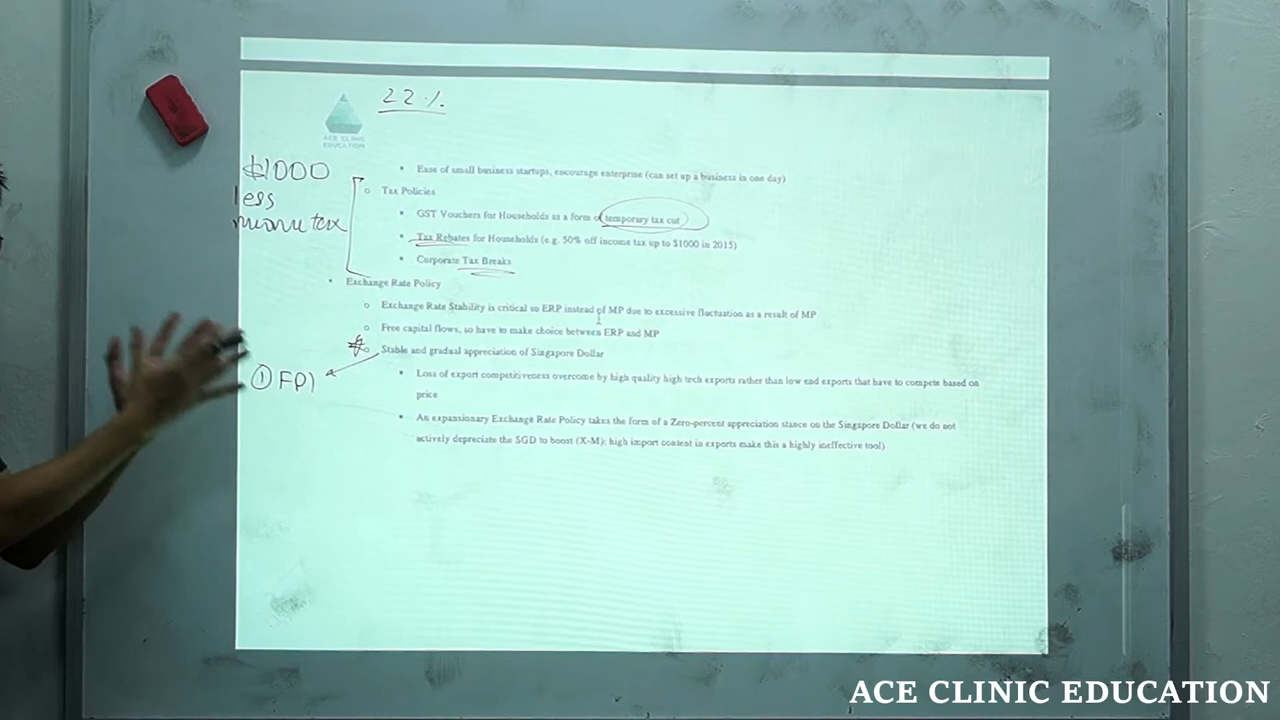 22%
ACE CLINIC
EDUCATION
$1000
less
Ease of small business startups, encourage enterprise (can set up a business in one day)
Tax Policies
GST Vouchers for Households as a form of temporary tax cut
Tax Rebates for Households (e.g. 50% off income tax up to $1000 in 2015)
Corporate Tax Breaks
Exchange Rate Policy
Exchange Rate Stability is critical so ERP instead of MP due to excessive fluctuation as a result of MP
Free capital flows, so have to make choice between ERP and MP
Stable and gradual appreciation of Singapore Dollar
① FDI
Loss of export competitiveness overcome by high quality high tech exports rather than low end exports that have to compete based on
price
An expansionary Exchange Rate Policy takes the form of a Zero-percent appreciation stance on the Singapore Dollar (we do not
actively depreciate the SGD to boost (X-M); high import content in exports make this a highly ineffective tool)
ACE CLINIC EDUCATION